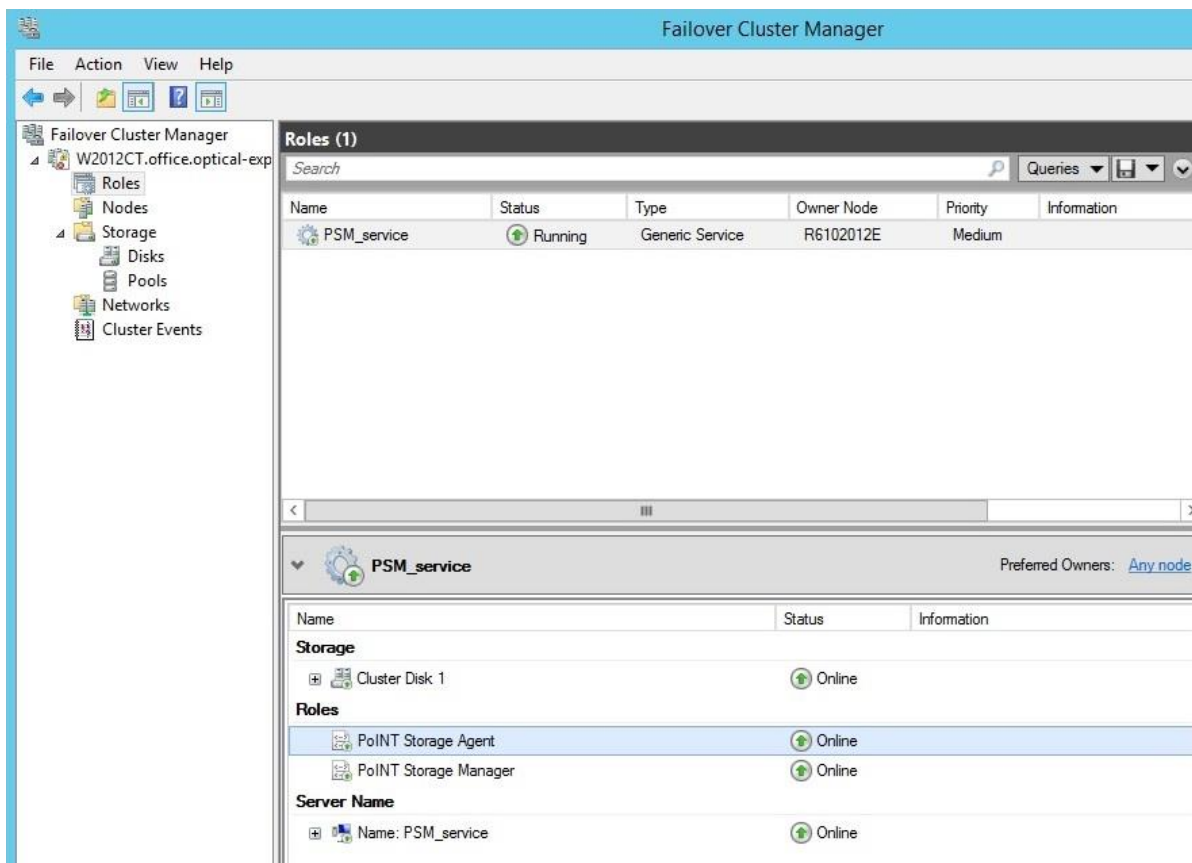 Failover Cluster Manager
File Action View Help
Failover Cluster Manager
W2012CT.office.optical-exp
Roles
Nodes
Storage
Disks
Pools
Networks
Cluster Events
Roles (1)
Search
Queries
Name Status Type Owner Node Priority Information
PSM_service Running Generic Service R6102012E Medium
PSM_service Preferred Owners: Any node
Name Status Information
Storage
Cluster Disk 1 Online
Roles
PoINT Storage Agent Online
PoINT Storage Manager Online
Server Name
Name: PSM_service Online